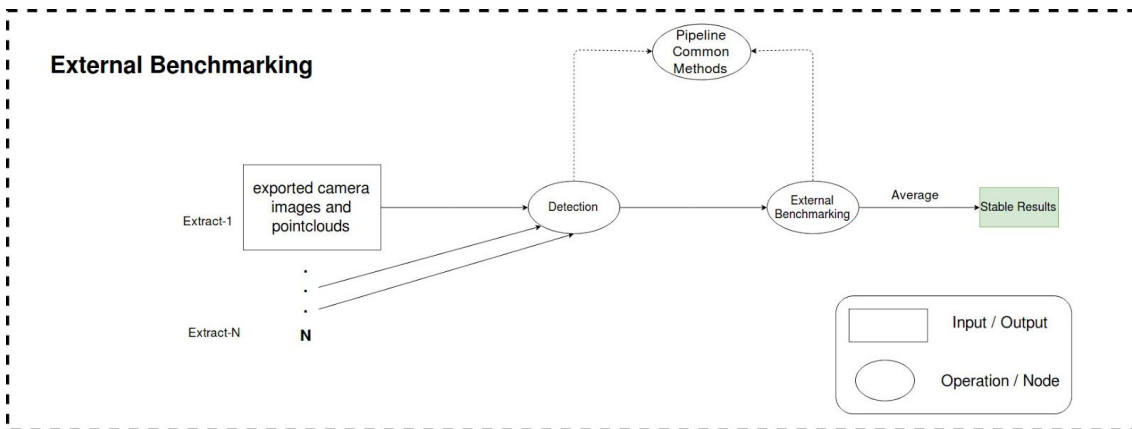 Pipeline
Common
Methods
External Benchmarking
exported camera
images and
pointclouds
Extract-1
Detection
External
Benchmarking
Average
Stable Results
Extract-N
N
Input / Output
Operation / Node